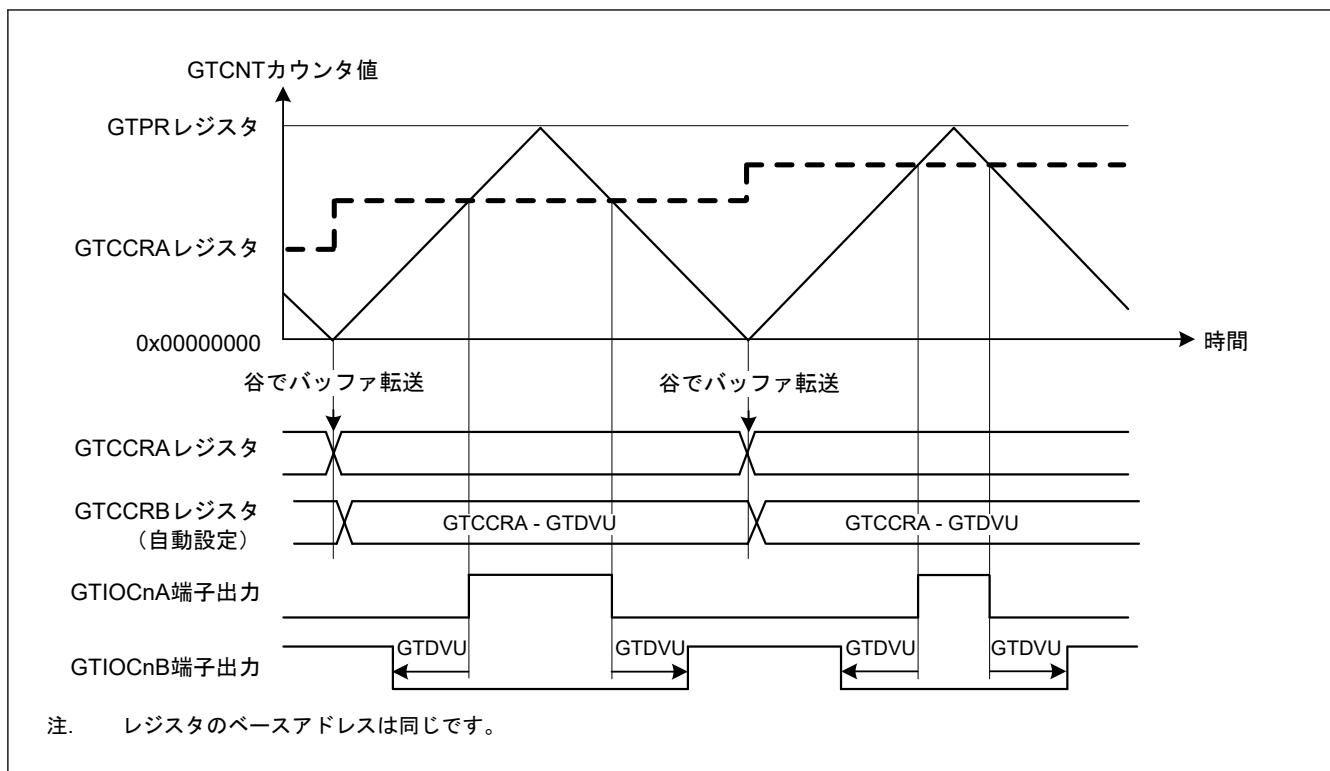 GTCNTカウンタ値
GTPRレジスタ
GTCCRAレジスタ
0x00000000
時間
谷でバッファ転送
谷でバッファ転送
GTCCRAレジスタ
GTCCRBレジスタ
（自動設定）
GTCCRA - GTDVU
GTCCRA - GTDVU
GTIOCnA端子出力
GTIOCnB端子出力
GTDVU
GTDVU
GTDVU
GTDVU
注. レジスタのベースアドレスは同じです。